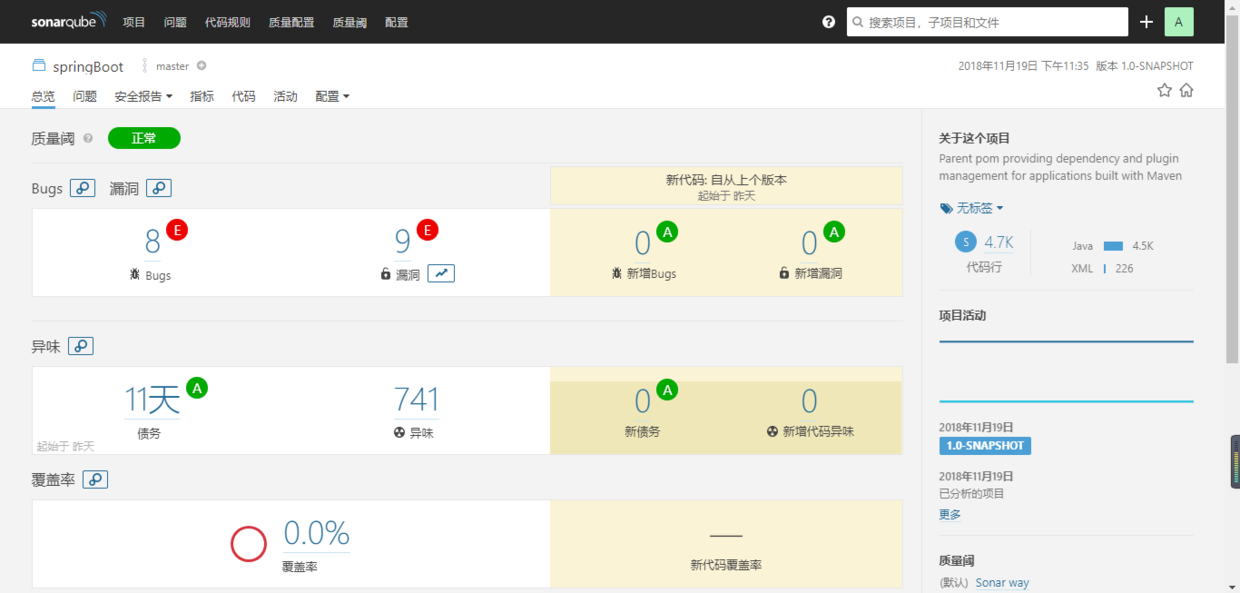 sonarqube 项目 问题 代码规则 质量配置 质量阈 配置 搜索项目，子项目和文件 A
springBoot master 2018年11月19日 下午11:35 版本 1.0-SNAPSHOT
总览 问题 安全报告 指标 代码 活动 配置
质量阈 正常
Bugs 漏洞
新代码: 自从上个版本
起始于 昨天
8 E
Bugs
9 E
漏洞
0 A
新增Bugs
0 A
新增漏洞
异味
11天 A
债务
起始于 昨天
741
异味
0 A
新债务
0
新增代码异味
覆盖率
0.0%
覆盖率
新代码覆盖率
关于这个项目
Parent pom providing dependency and plugin
management for applications built with Maven
无标签
S 4.7K
代码行
Java 4.5K
XML 226
项目活动
2018年11月19日
1.0-SNAPSHOT
2018年11月19日
已分析的项目
更多
质量阈
(默认) Sonar way